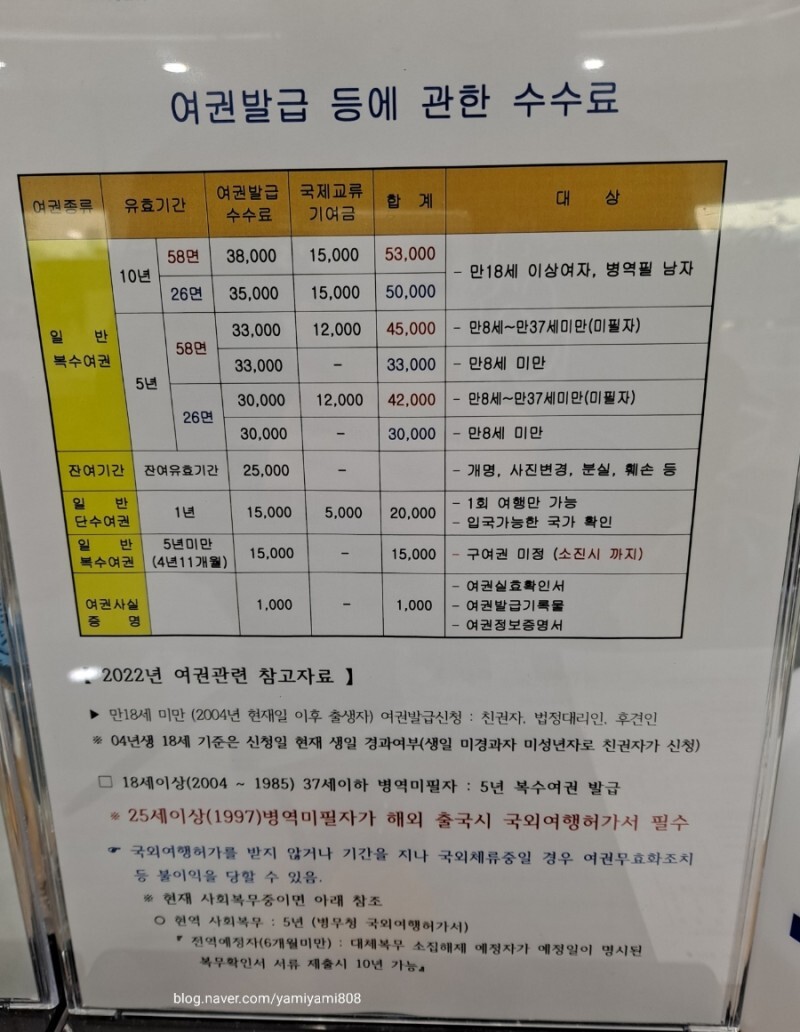 여권발급 등에 관한 수수료
여권종류 유효기간 여권발급 수수료 국제교류 기여금 합 계 대 상
일 반 복수여권 10년 58면 38,000 15,000 53,000 - 만18세 이상여자, 병역필 남자
26면 35,000 15,000 50,000
5년 58면 33,000 12,000 45,000 - 만8세~만37세미만(미필자)
33,000 - 33,000 - 만8세 미만
26면 30,000 12,000 42,000 - 만8세~만37세미만(미필자)
30,000 - 30,000 - 만8세 미만
잔여기간 잔여유효기간 25,000 - - 개명, 사진변경, 분실, 훼손 등
일 반 단수여권 1년 15,000 5,000 20,000 - 1회 여행만 가능
- 입국가능한 국가 확인
일 반 복수여권 5년미만 (4년11개월) 15,000 - 15,000 - 구여권 미정 (소진시 까지)
여권사실 증 명 1,000 - 1,000 - 여권실효확인서
- 여권발급기록물
- 여권정보증명서
【 2022년 여권관련 참고자료 】
▶ 만18세 미만 (2004년 현재일 이후 출생자) 여권발급신청 : 친권자, 법정대리인, 후견인
※ 04년생 18세 기준은 신청일 현재 생일 경과여부(생일 미경과자 미성년자로 친권자가 신청)
□ 18세이상(2004 ~ 1985) 37세이하 병역미필자 : 5년 복수여권 발급
※ 25세이상(1997)병역미필자가 해외 출국시 국외여행허가서 필수
☞ 국외여행허가를 받지 않거나 기간을 지나 국외체류중일 경우 여권무효화조치
등 불이익을 당할 수 있음.
※ 현재 사회복무중이면 아래 참조
○ 현역 사회복무 : 5년 (병무청 국외여행허가서)
『 전역예정자(6개월미만) : 대체복무 소집해제 예정자가 예정일이 명시된
복무확인서 서류 제출시 10년 가능』
blog.naver.com/yamiyami808